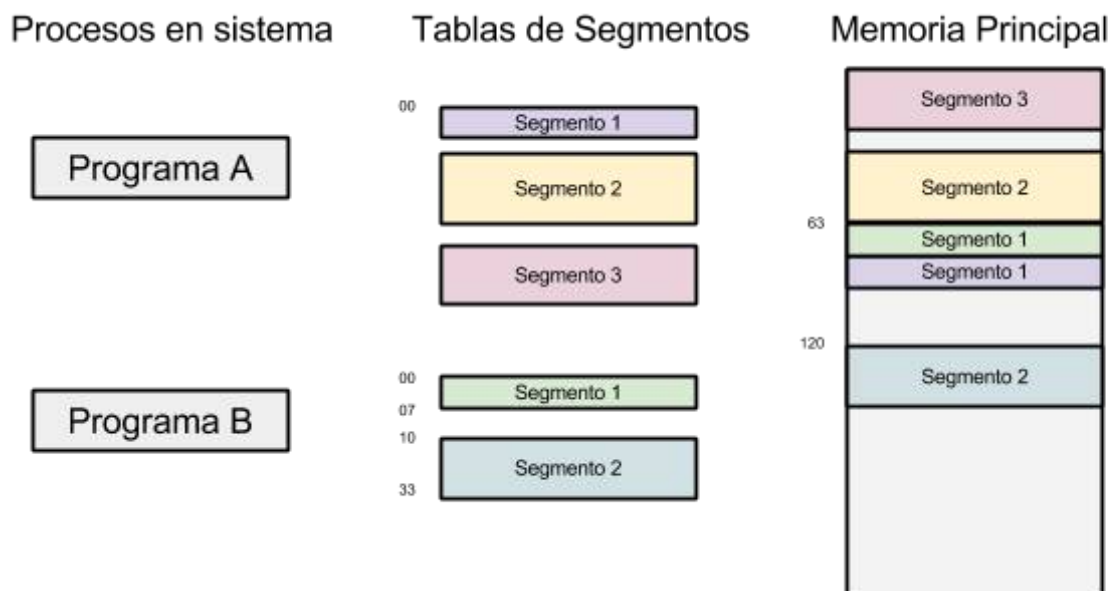 Procesos en sistema
Tablas de Segmentos
Memoria Principal
Programa A
00
Segmento 1
Segmento 2
Segmento 3
Programa B
00
Segmento 1
07
10
Segmento 2
33
Segmento 3
Segmento 2
63
Segmento 1
Segmento 1
120
Segmento 2